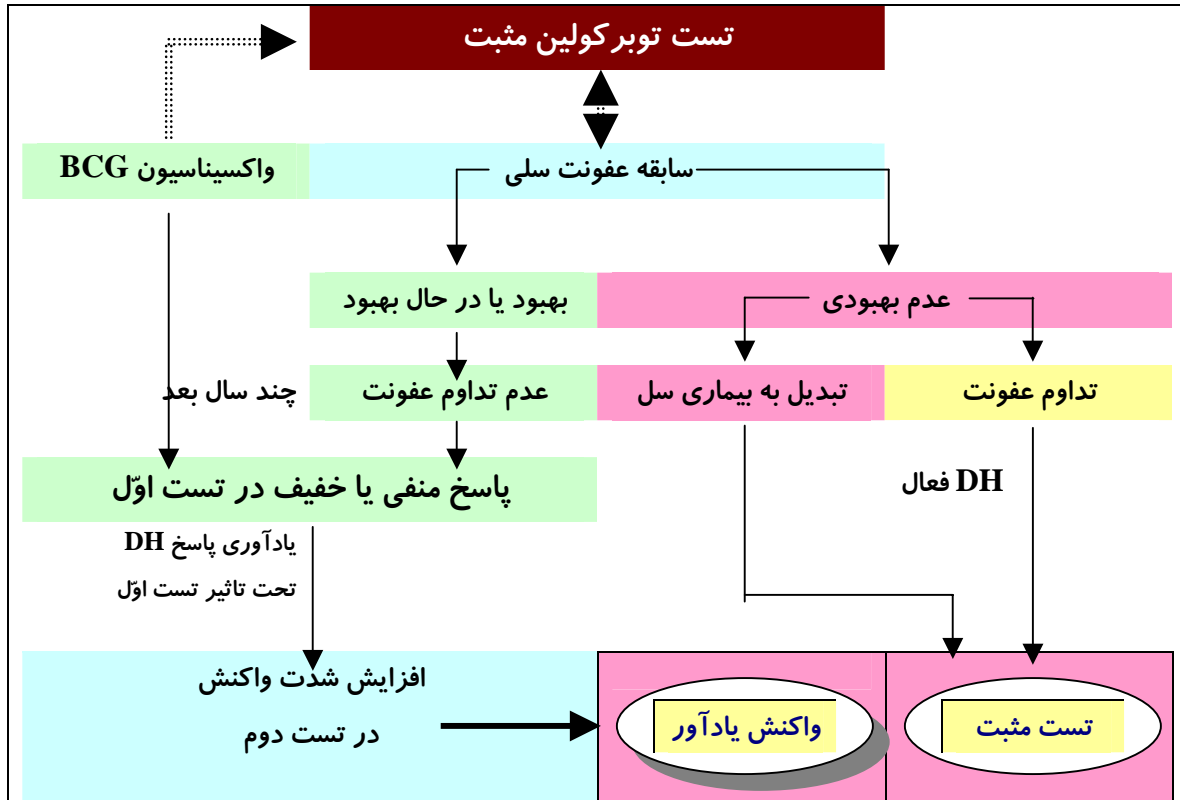 تست توبرکولین مثبت
سابقه عفونت سلی
واکسیناسیون BCG
عدم بهبودی
بهبود یا در حال بهبود
تداوم عفونت
تبدیل به بیماری سل
عدم تداوم عفونت
چند سال بعد
DH فعال
پاسخ منفی یا خفیف در تست اوّل
یادآوری پاسخ DH
تحت تاثیر تست اوّل
تست مثبت
واکنش یادآور
افزایش شدت واکنش
در تست دوم